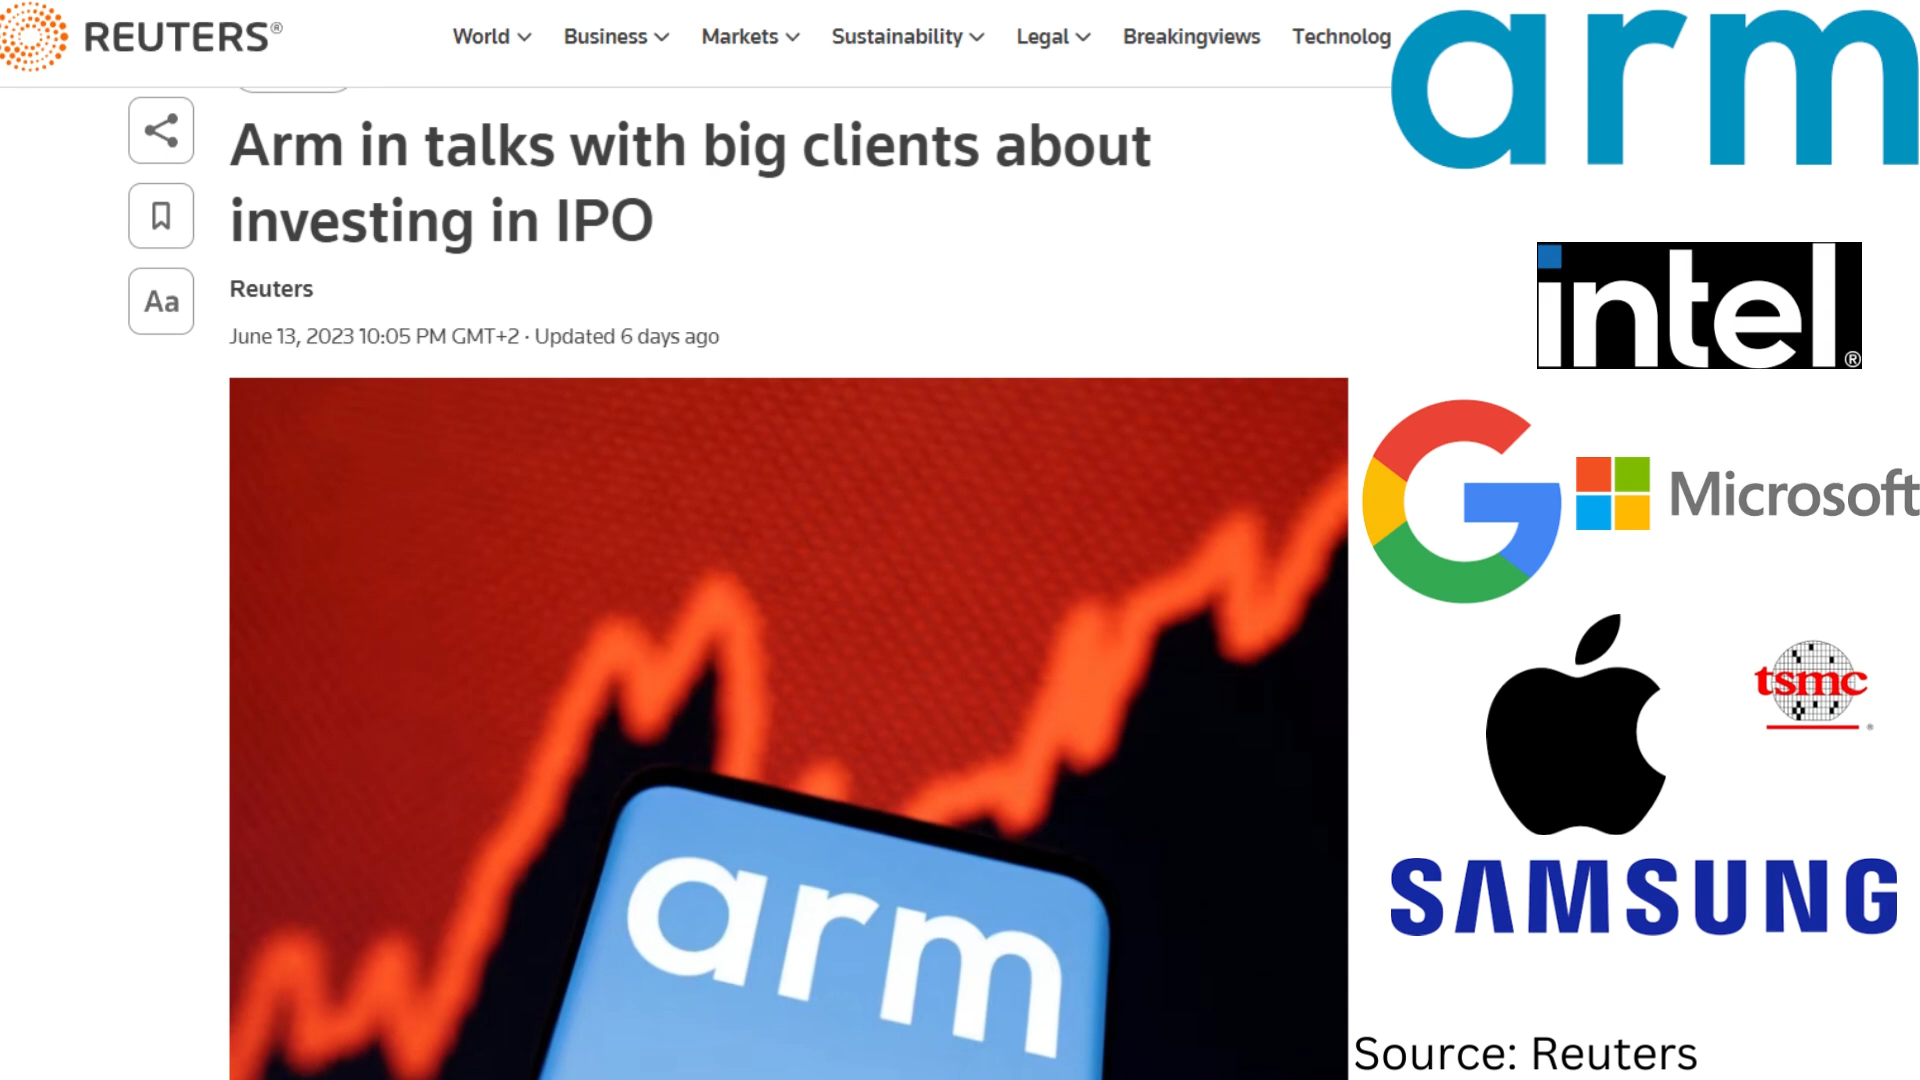 REUTERS®
World Business Markets Sustainability Legal Breakingviews Technolog
arm
Arm in talks with big clients about
investing in IPO
Reuters
Aa
June 13, 2023 10:05 PM GMT+2 · Updated 6 days ago
intel®
Microsoft
tsmc®
SAMSUNG
arm
Source: Reuters